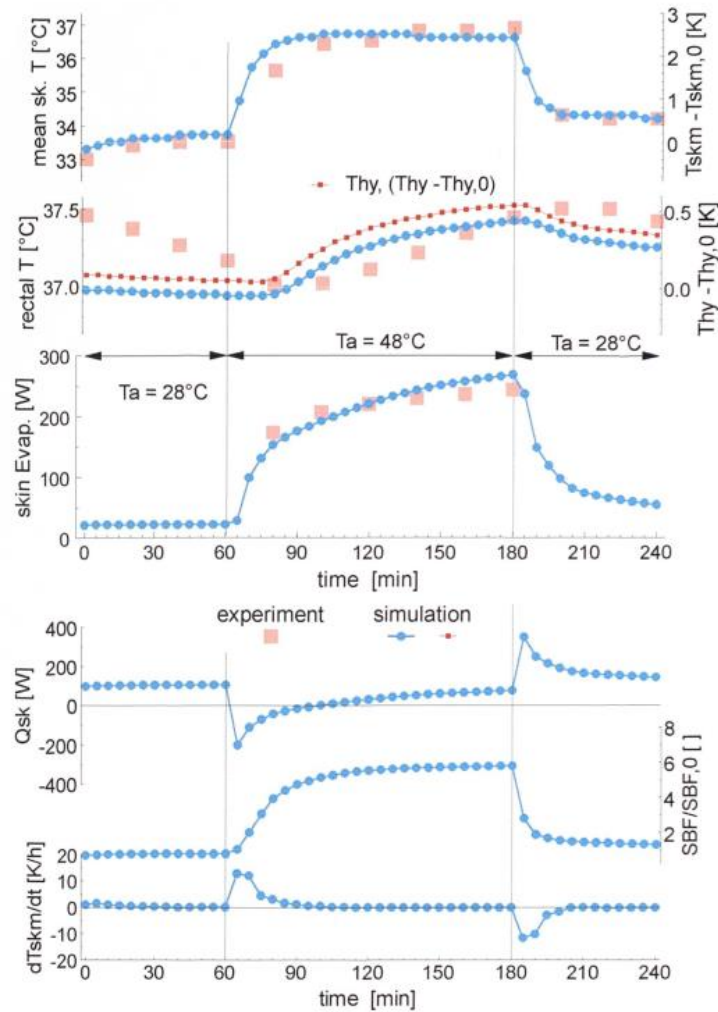 mean sk. T [°C]
37
36
35
34
33
3
2
1
0
Tskm -Tskm,0 [K]
Thy, (Thy -Thy,0)
rectal T [°C]
37.5
37.0
0.5
0.0
Thy -Thy,0 [K]
Ta = 28°C
Ta = 48°C
Ta = 28°C
skin Evap. [W]
300
200
100
0
0 30 60 90 120 150 180 210 240
time [min]
experiment simulation
Qsk [W]
400
200
0
-200
-400
8
6
4
2
SBF/SBF,0 [ ]
dTskm/dt [K/h]
20
10
0
-10
-20
0 30 60 90 120 150 180 210 240
time [min]